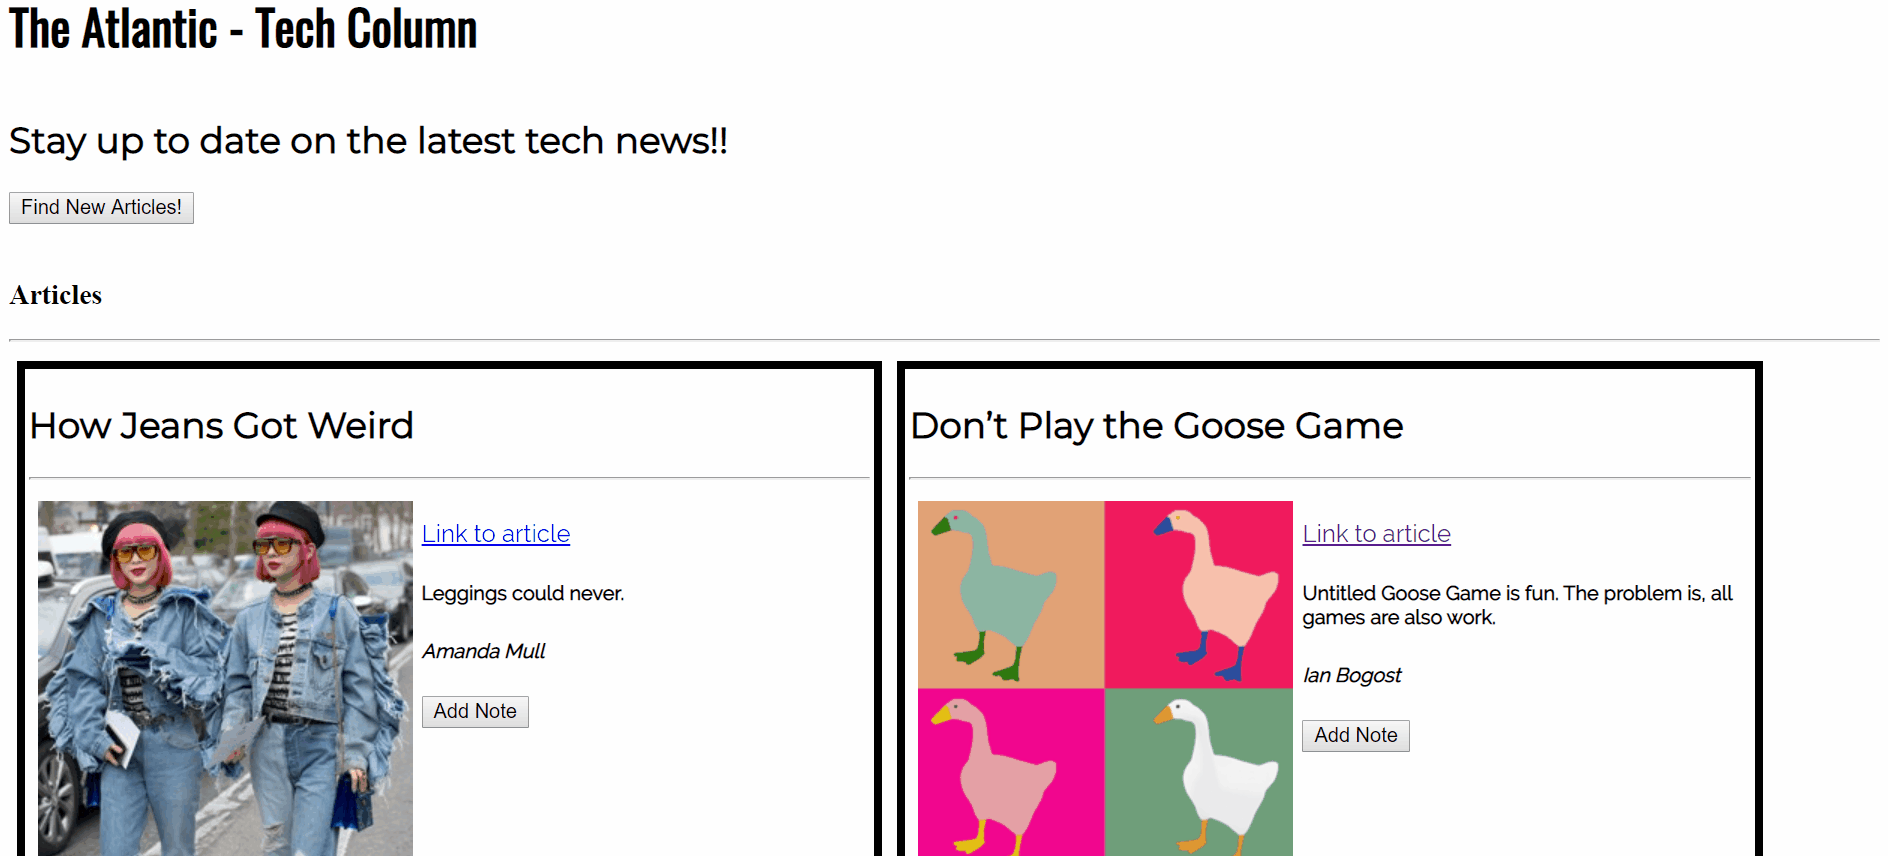 The Atlantic - Tech Column
Stay up to date on the latest tech news!!
Find New Articles!
Articles
How Jeans Got Weird
Link to article
Leggings could never.
Amanda Mull
Add Note
Don’t Play the Goose Game
Link to article
Untitled Goose Game is fun. The problem is, all
games are also work.
Ian Bogost
Add Note